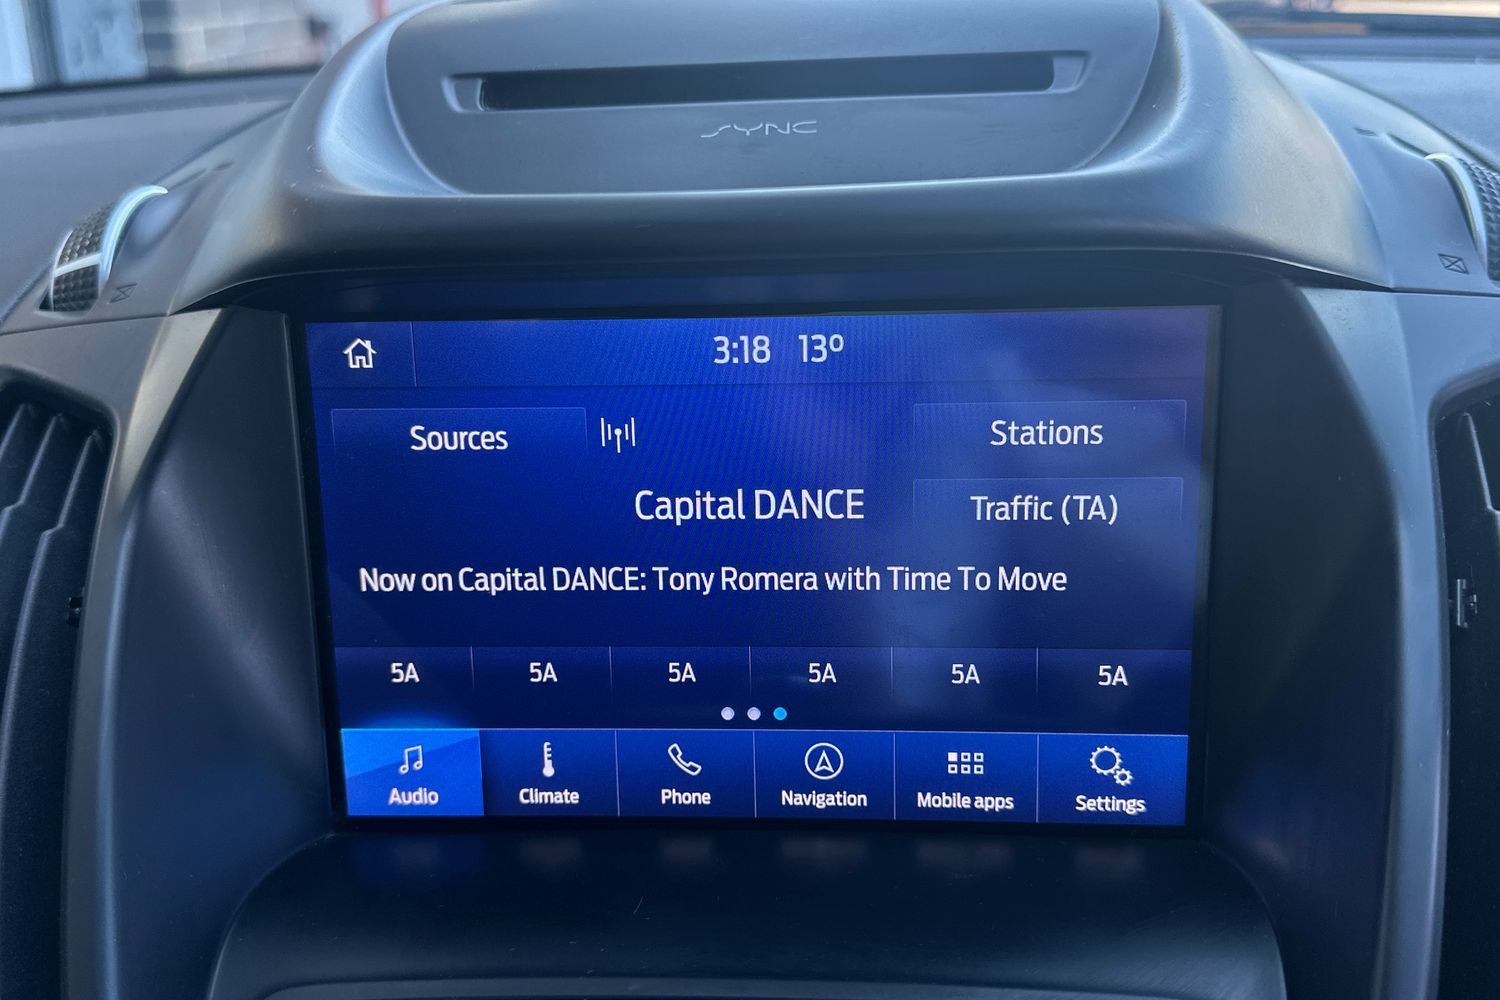 SYNC
3:18 13º
Sources
Stations
Capital DANCE
Traffic (TA)
Now on Capital DANCE: Tony Romera with Time To Move
5A 5A 5A 5A 5A 5A
Audio Climate Phone Navigation Mobile apps Settings